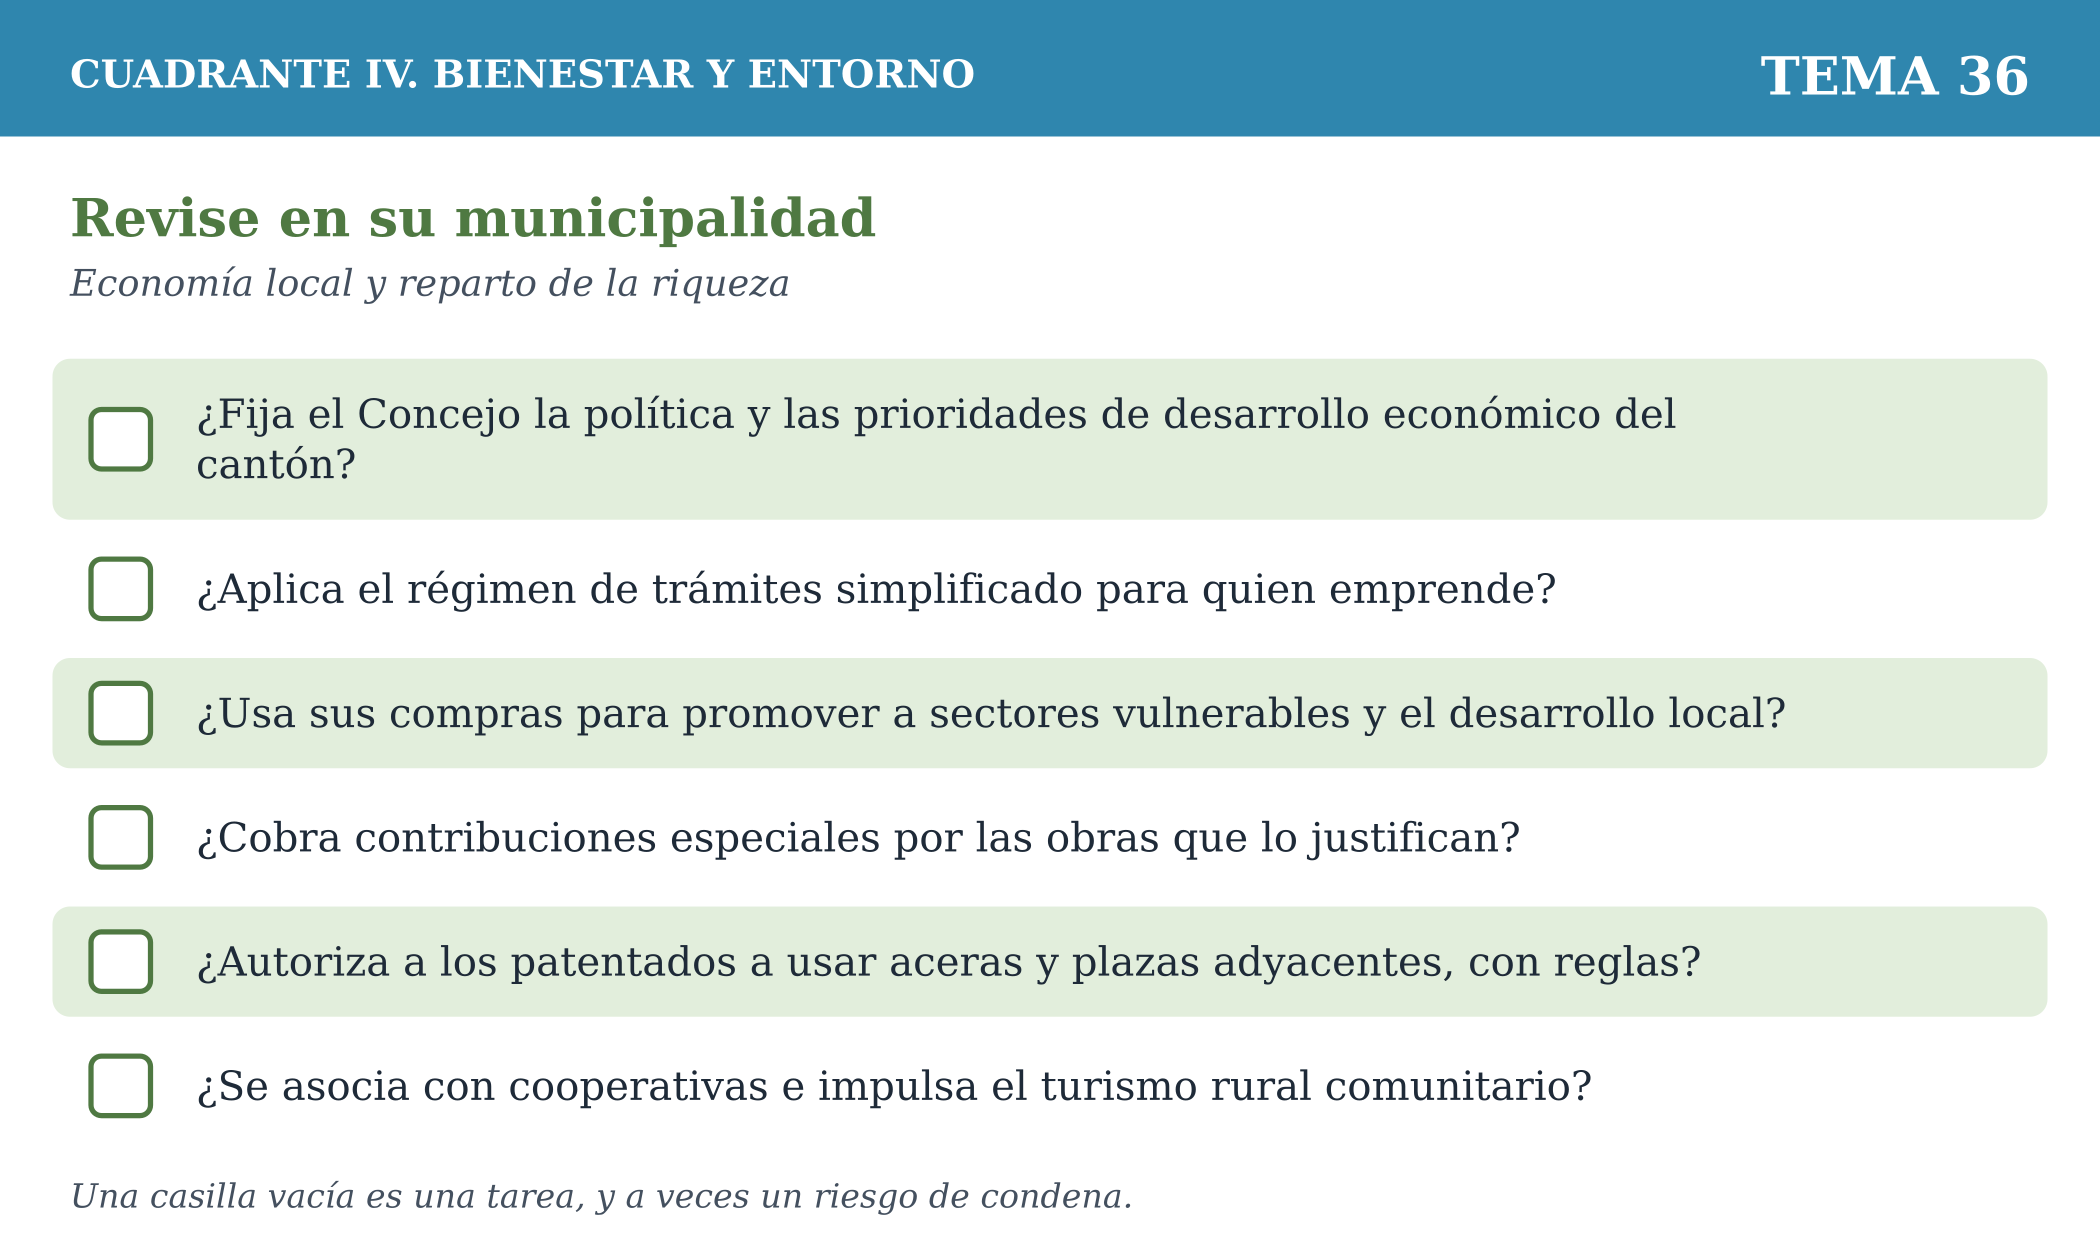 CUADRANTE IV. BIENESTAR Y ENTORNO
TEMA 36
Revise en su municipalidad
Economía local y reparto de la riqueza
¿Fija el Concejo la política y las prioridades de desarrollo económico del
cantón?
¿Aplica el régimen de trámites simplificado para quien emprende?
¿Usa sus compras para promover a sectores vulnerables y el desarrollo local?
¿Cobra contribuciones especiales por las obras que lo justifican?
¿Autoriza a los patentados a usar aceras y plazas adyacentes, con reglas?
¿Se asocia con cooperativas e impulsa el turismo rural comunitario?
Una casilla vacía es una tarea, y a veces un riesgo de condena.